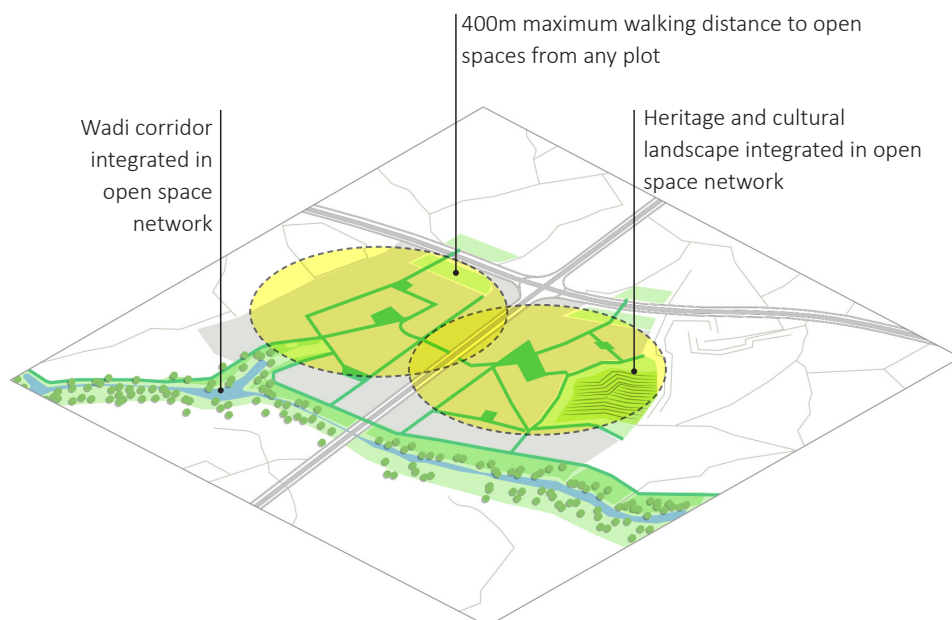 400m maximum walking distance to open
spaces from any plot
Wadi corridor
integrated in
open space
network
Heritage and cultural
landscape integrated in open
space network